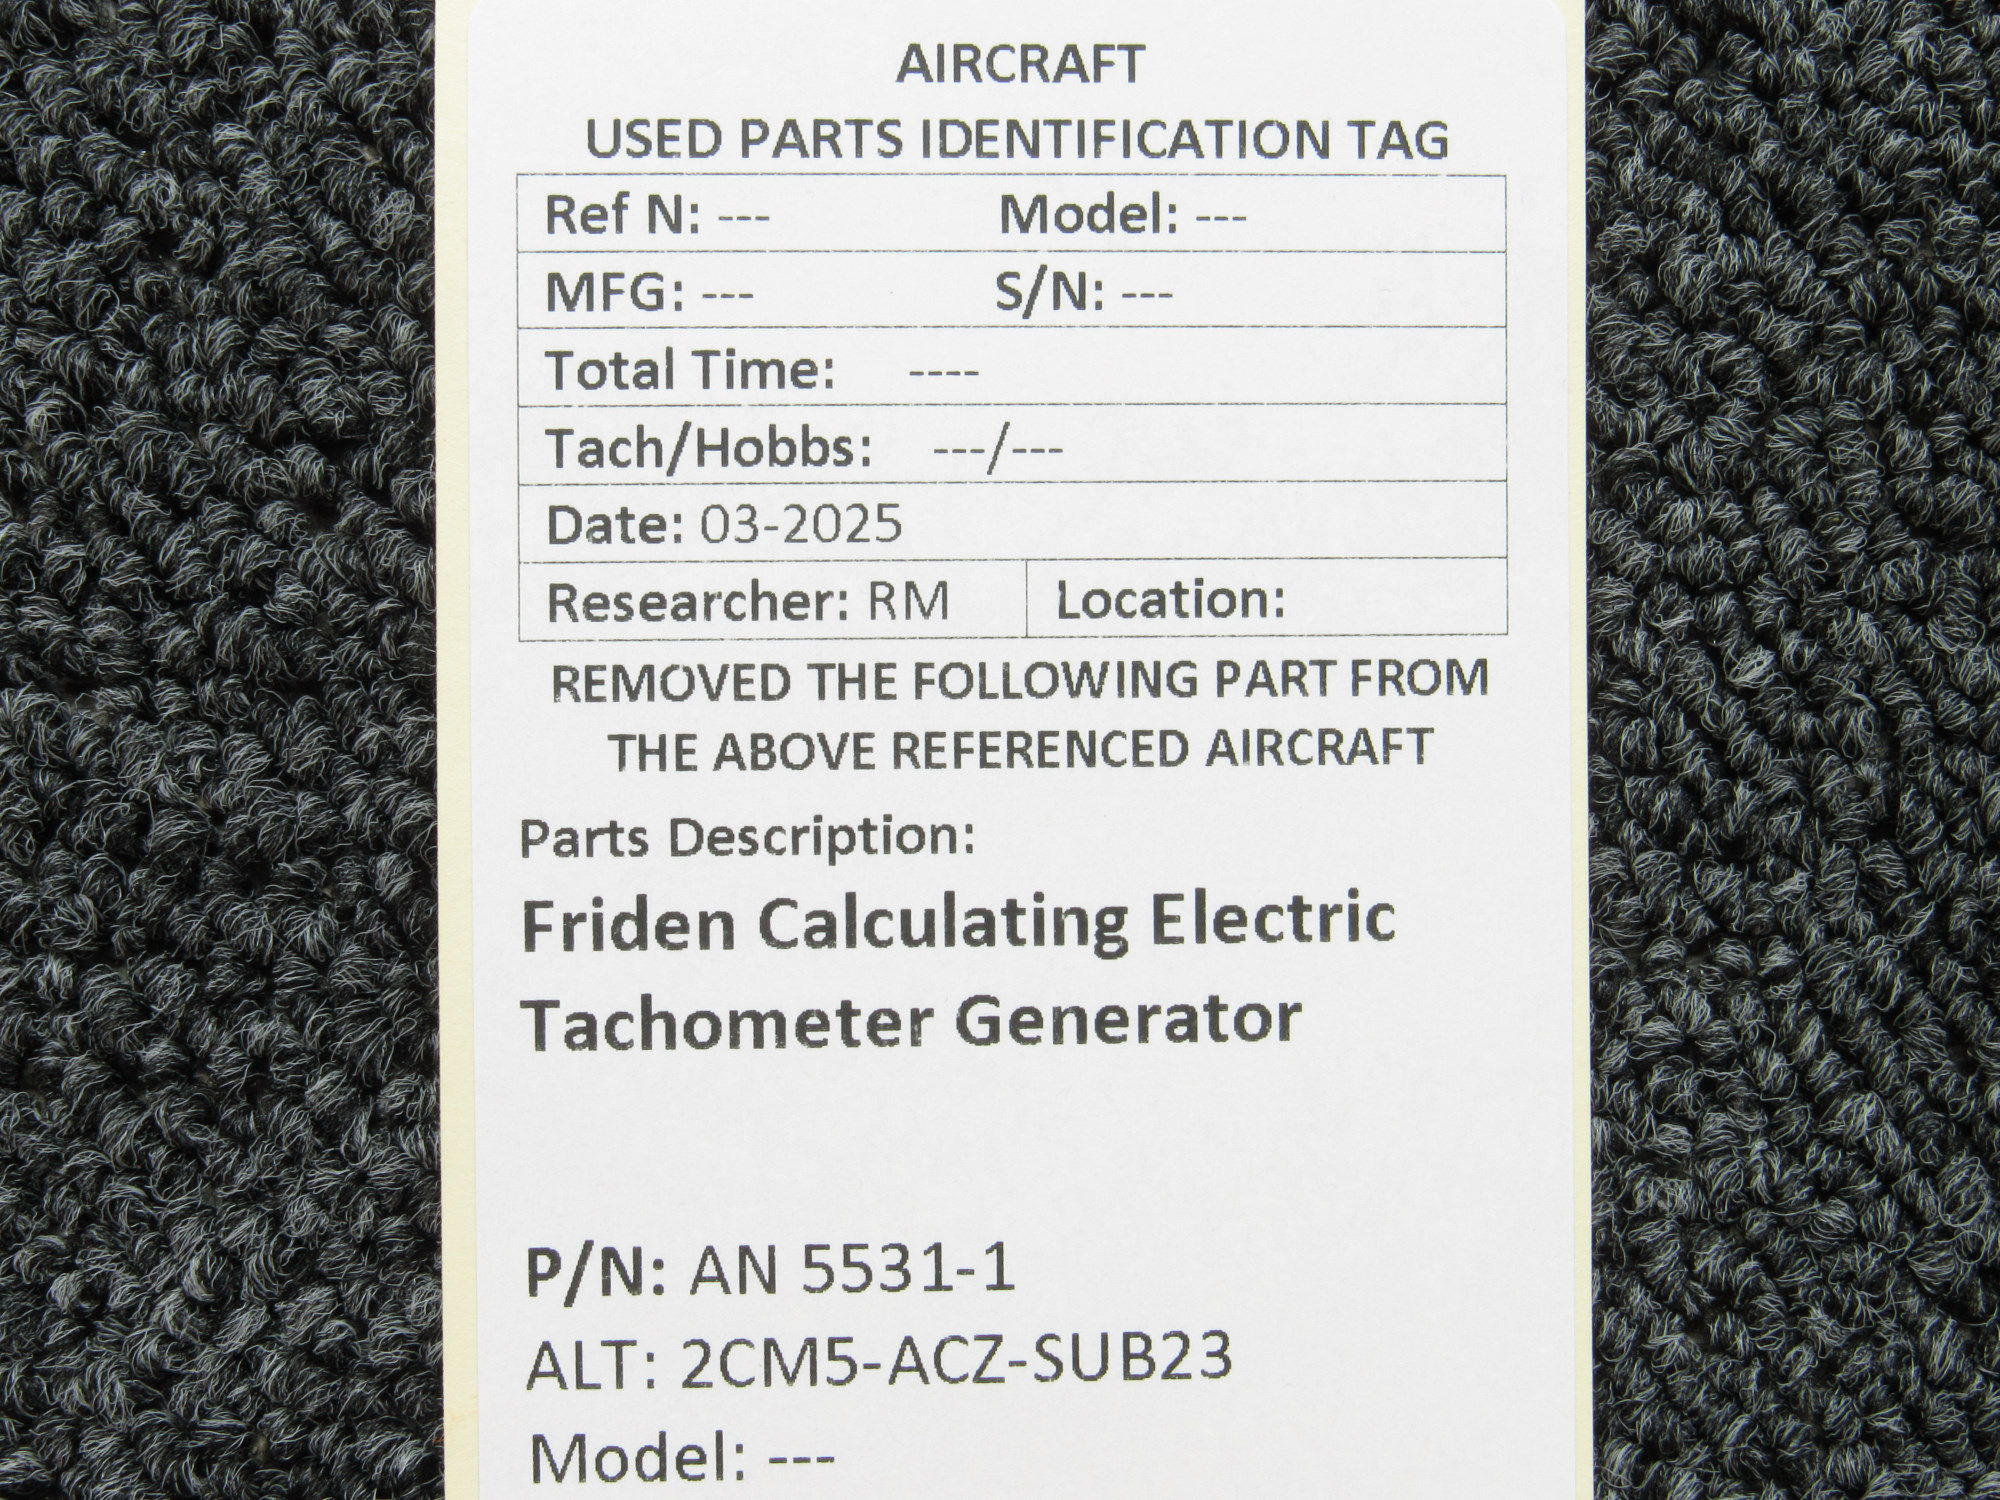 AIRCRAFT
USED PARTS IDENTIFICATION TAG
Ref N: --- Model: ---
MFG: --- S/N: ---
Total Time: ----
Tach/Hobbs: ---/---
Date: 03-2025
Researcher: RM Location:
REMOVED THE FOLLOWING PART FROM
THE ABOVE REFERENCED AIRCRAFT
Parts Description:
Friden Calculating Electric
Tachometer Generator
P/N: AN 5531-1
ALT: 2CM5-ACZ-SUB23
Model: ---